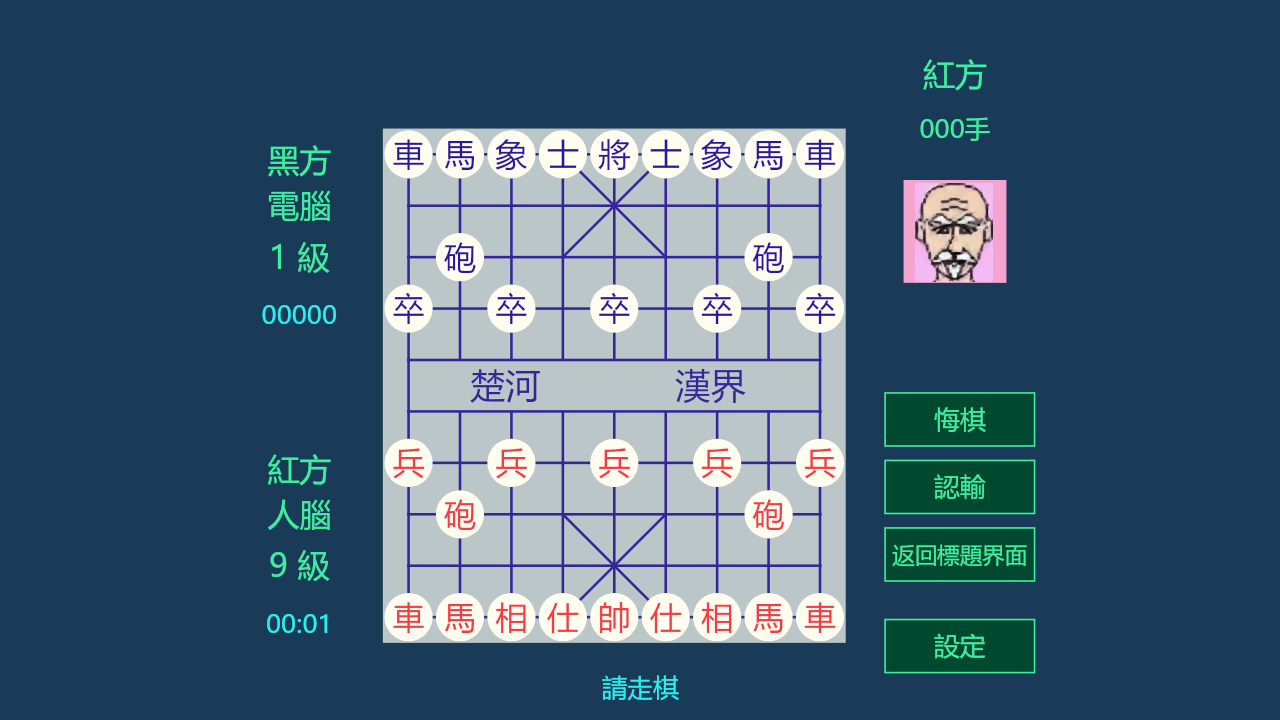 黑方
電腦
1 級
00000
紅方
人腦
9 級
00:01
車馬象士將士象馬車
砲 砲
卒 卒 卒 卒 卒
楚河 漢界
兵 兵 兵 兵 兵
砲 砲
車馬相仕帥仕相馬車
請走棋
紅方
000手
悔棋
認輸
返回標題界面
設定